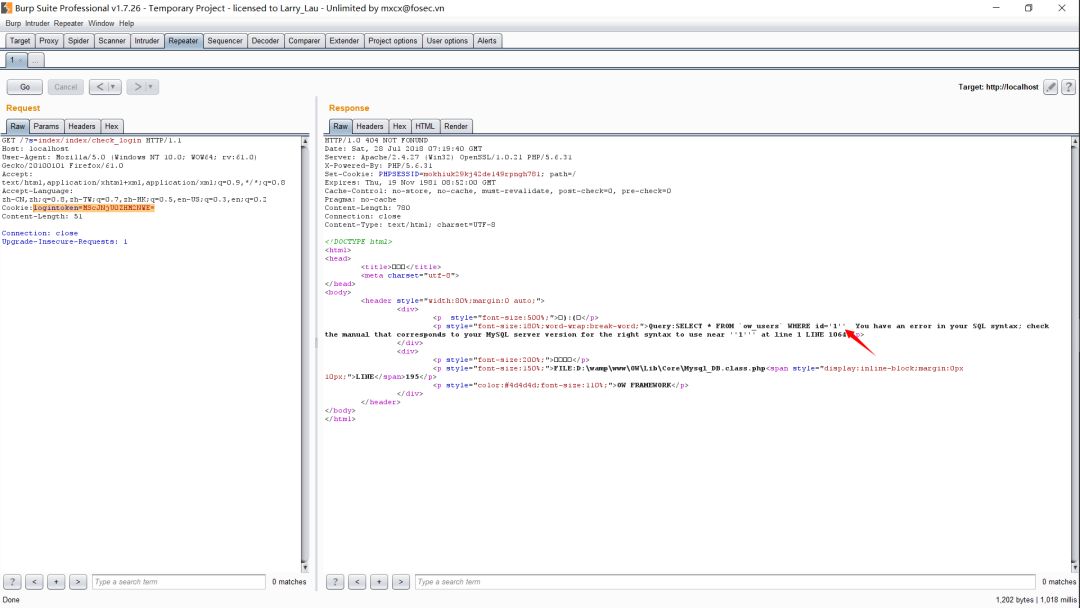 Burp Suite Professional v1.7.26 - Temporary Project - licensed to Larry_Lau - Unlimited by mxcx@fosec.vn
Burp Intruder Repeater Window Help
Target Proxy Spider Scanner Intruder Repeater Sequencer Decoder Comparer Extender Project options User options Alerts
1 × ...
Go Cancel < > Target: http://localhost ?
Request
Raw Params Headers Hex
GET /?s=index/index/check_login HTTP/1.1
Host: localhost
User-Agent: Mozilla/5.0 (Windows NT 10.0; WOW64; rv:61.0)
Gecko/20100101 Firefox/61.0
Accept:
text/html,application/xhtml+xml,application/xml;q=0.9,*/*;q=0.8
Accept-Language:
zh-CN,zh;q=0.8,zh-TW;q=0.7,zh-HK;q=0.5,en-US;q=0.3,en;q=0.2
Cookie:
Content-Length: 51
Connection: close
Upgrade-Insecure-Requests: 1
? < + > Type a search term 0 matches
Response
Raw Headers Hex HTML Render
HTTP/1.0 404 NOT FONUND
Date: Sat, 28 Jul 2018 07:19:40 GMT
Server: Apache/2.4.27 (Win32) OpenSSL/1.0.21 PHP/5.6.31
X-Powered-By: PHP/5.6.31
Set-Cookie: path=/
Expires: Thu, 19 Nov 1981 08:52:00 GMT
Cache-Control: no-store, no-cache, must-revalidate, post-check=0, pre-check=0
Pragma: no-cache
Content-Length: 780
Connection: close
Content-Type: text/html; charset=UTF-8
<!DOCTYPE html>
<html>
<head>
<title>□□□</title>
<meta charset="utf-8">
</head>
<body>
<header style="width:80%;margin:0 auto;">
<div>
<p style="font-size:500%;">□):(□</p>
<p style="font-size:180%;word-wrap:break-word;">Query:SELECT * FROM `ow_users` WHERE id='1'' You have an error in your SQL syntax; check
the manual that corresponds to your MySQL server version for the right syntax to use near ''1''' at line 1 LINE 1064</p>
</div>
<div>
<p style="font-size:200%;">□□□□</p>
<p style="font-size:150%;">FILE:D:\wamp\www\OW\Lib\Core\Mysql_DB.class.php<span style="display:inline-block;margin:0px
10px;">LINE</span>195</p>
<p style="color:#4d4d4d;font-size:110%;">OW FRAMEWORK</p>
</div>
</header>
</body>
</html>
? < + > Type a search term 0 matches
Done 1,202 bytes | 1,018 millis